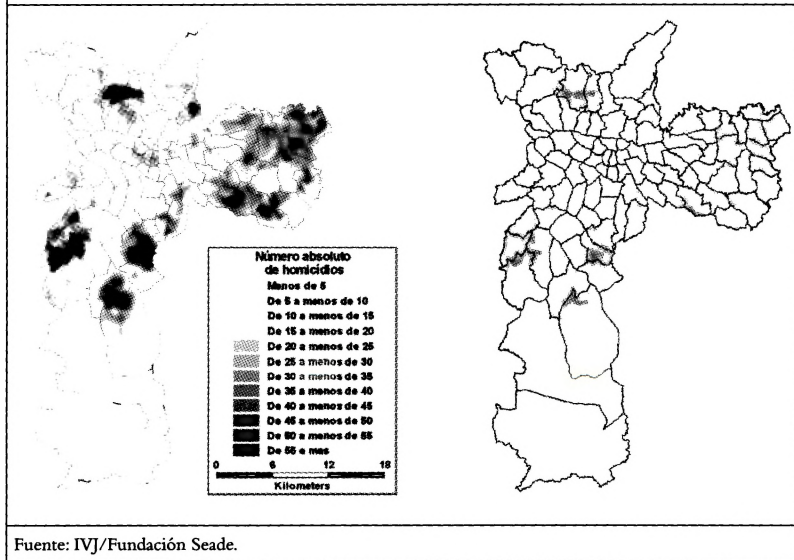 Número absoluto
de homicidios
Menos de 5
De 5 a menos de 10
De 10 a menos de 15
De 15 a menos de 20
De 20 a menos de 25
De 25 a menos de 30
De 30 a menos de 35
De 35 a menos de 40
De 40 a menos de 45
De 45 a menos de 50
De 50 a menos de 55
De 55 e mas
0 6 12 18
Kilometers
Fuente: IVJ/Fundación Seade.